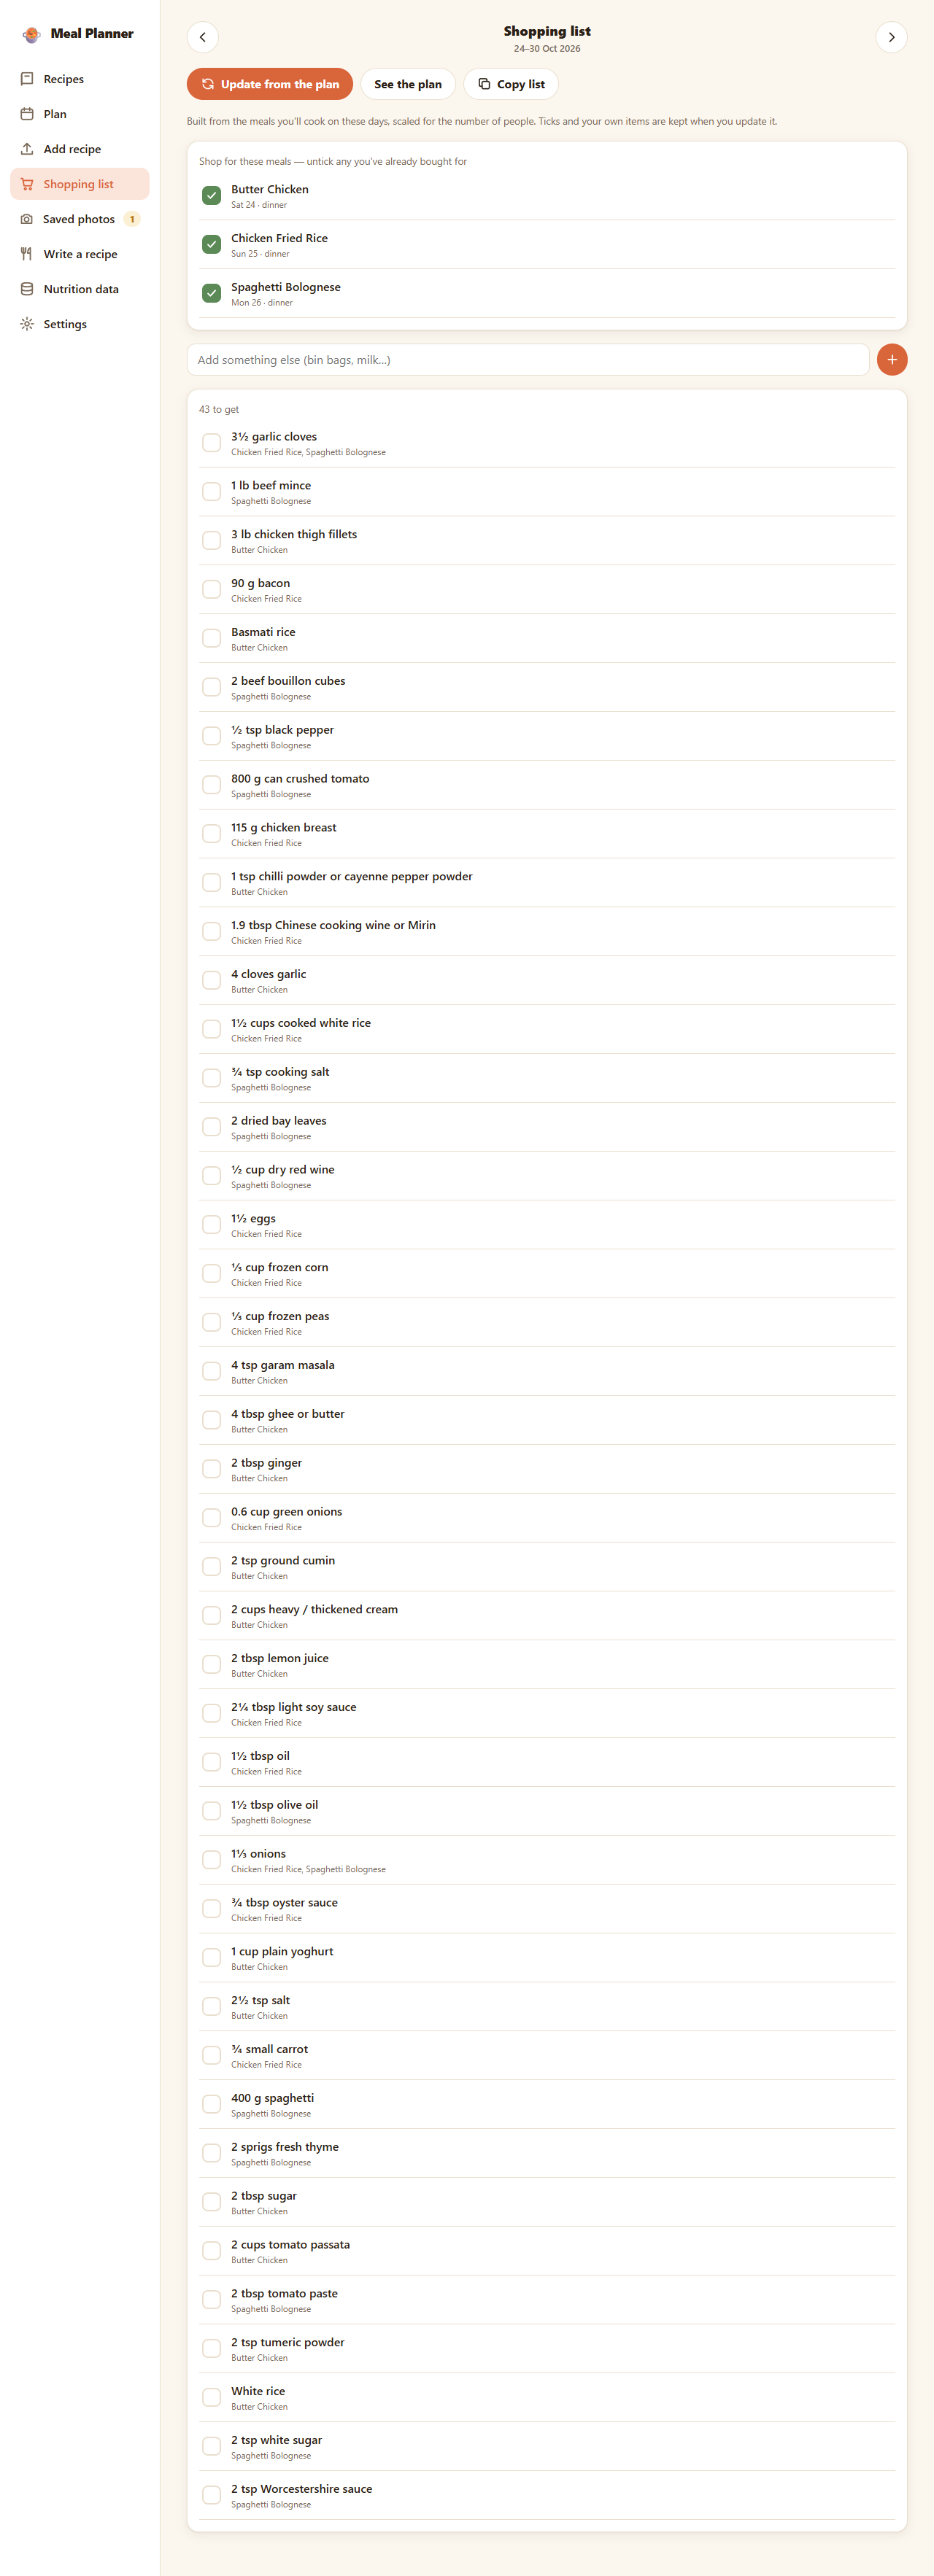 Meal Planner
Recipes
Plan
Add recipe
Shopping list
Saved photos 1
Write a recipe
Nutrition data
Settings
Shopping list
24–30 Oct 2026
Update from the plan
See the plan
Copy list
Built from the meals you'll cook on these days, scaled for the number of people. Ticks and your own items are kept when you update it.
Shop for these meals — untick any you've already bought for
Butter Chicken
Sat 24 · dinner
Chicken Fried Rice
Sun 25 · dinner
Spaghetti Bolognese
Mon 26 · dinner
Add something else (bin bags, milk...)
43 to get
3½ garlic cloves
Chicken Fried Rice, Spaghetti Bolognese
1 lb beef mince
Spaghetti Bolognese
3 lb chicken thigh fillets
Butter Chicken
90 g bacon
Chicken Fried Rice
Basmati rice
Butter Chicken
2 beef bouillon cubes
Spaghetti Bolognese
½ tsp black pepper
Spaghetti Bolognese
800 g can crushed tomato
Spaghetti Bolognese
115 g chicken breast
Chicken Fried Rice
1 tsp chilli powder or cayenne pepper powder
Butter Chicken
1.9 tbsp Chinese cooking wine or Mirin
Chicken Fried Rice
4 cloves garlic
Butter Chicken
1½ cups cooked white rice
Chicken Fried Rice
¾ tsp cooking salt
Spaghetti Bolognese
2 dried bay leaves
Spaghetti Bolognese
½ cup dry red wine
Spaghetti Bolognese
1½ eggs
Chicken Fried Rice
⅓ cup frozen corn
Chicken Fried Rice
⅓ cup frozen peas
Chicken Fried Rice
4 tsp garam masala
Butter Chicken
4 tbsp ghee or butter
Butter Chicken
2 tbsp ginger
Butter Chicken
0.6 cup green onions
Chicken Fried Rice
2 tsp ground cumin
Butter Chicken
2 cups heavy / thickened cream
Butter Chicken
2 tbsp lemon juice
Butter Chicken
2¼ tbsp light soy sauce
Chicken Fried Rice
1½ tbsp oil
Chicken Fried Rice
1½ tbsp olive oil
Spaghetti Bolognese
1⅓ onions
Chicken Fried Rice, Spaghetti Bolognese
¾ tbsp oyster sauce
Chicken Fried Rice
1 cup plain yoghurt
Butter Chicken
2½ tsp salt
Butter Chicken
¾ small carrot
Chicken Fried Rice
400 g spaghetti
Spaghetti Bolognese
2 sprigs fresh thyme
Spaghetti Bolognese
2 tbsp sugar
Butter Chicken
2 cups tomato passata
Butter Chicken
2 tbsp tomato paste
Spaghetti Bolognese
2 tsp tumeric powder
Butter Chicken
White rice
Butter Chicken
2 tsp white sugar
Spaghetti Bolognese
2 tsp Worcestershire sauce
Spaghetti Bolognese